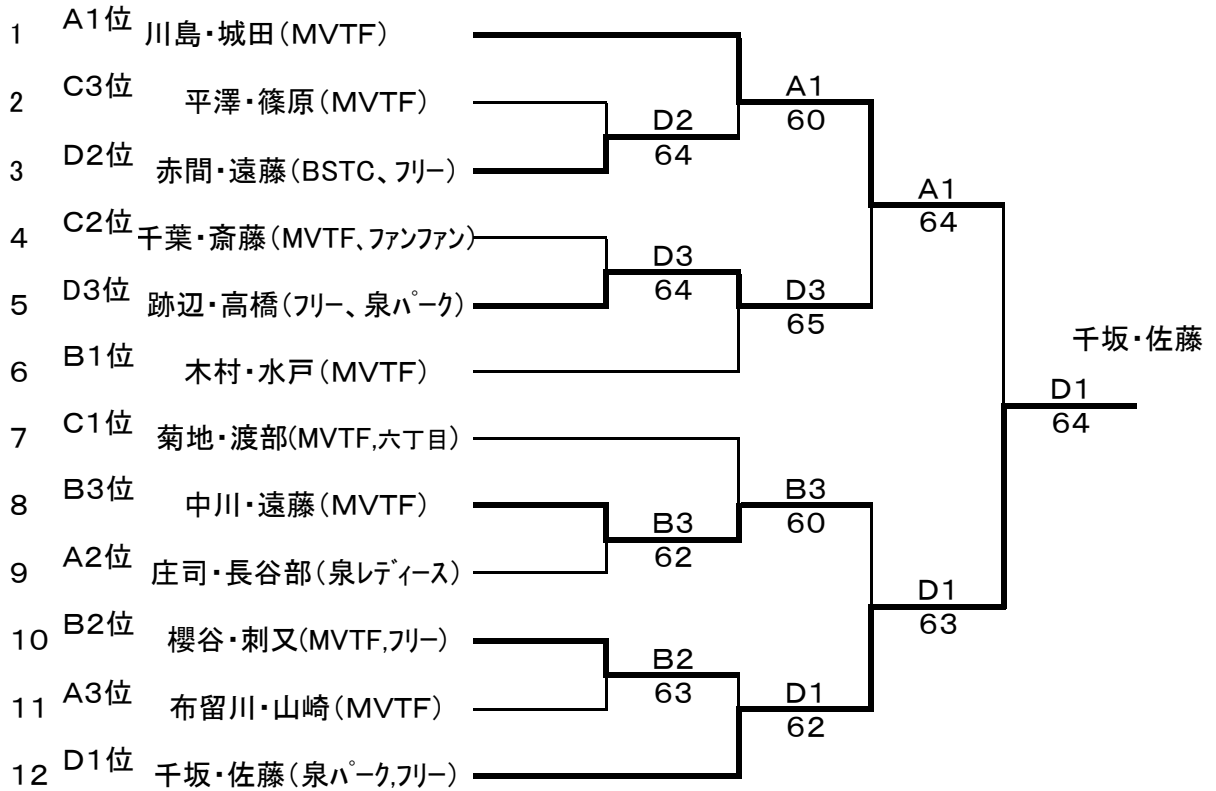 1 A1位 川島・城田(MVTF)
2 C3位 平澤・篠原(MVTF)
3 D2位 赤間・遠藤(BSTC、フリー)
4 C2位 千葉・斎藤(MVTF、ファンファン)
5 D3位 跡辺・高橋(フリー、泉パーク)
6 B1位 木村・水戸(MVTF)
7 C1位 菊地・渡部(MVTF,六丁目)
8 B3位 中川・遠藤(MVTF)
9 A2位 庄司・長谷部(泉レディース)
10 B2位 櫻谷・刺又(MVTF,フリー)
11 A3位 布留川・山崎(MVTF)
12 D1位 千坂・佐藤(泉パーク,フリー)
D2
64
D3
64
B3
62
B2
63
A1
60
D3
65
B3
60
D1
62
A1
64
D1
63
千坂・佐藤
D1
64